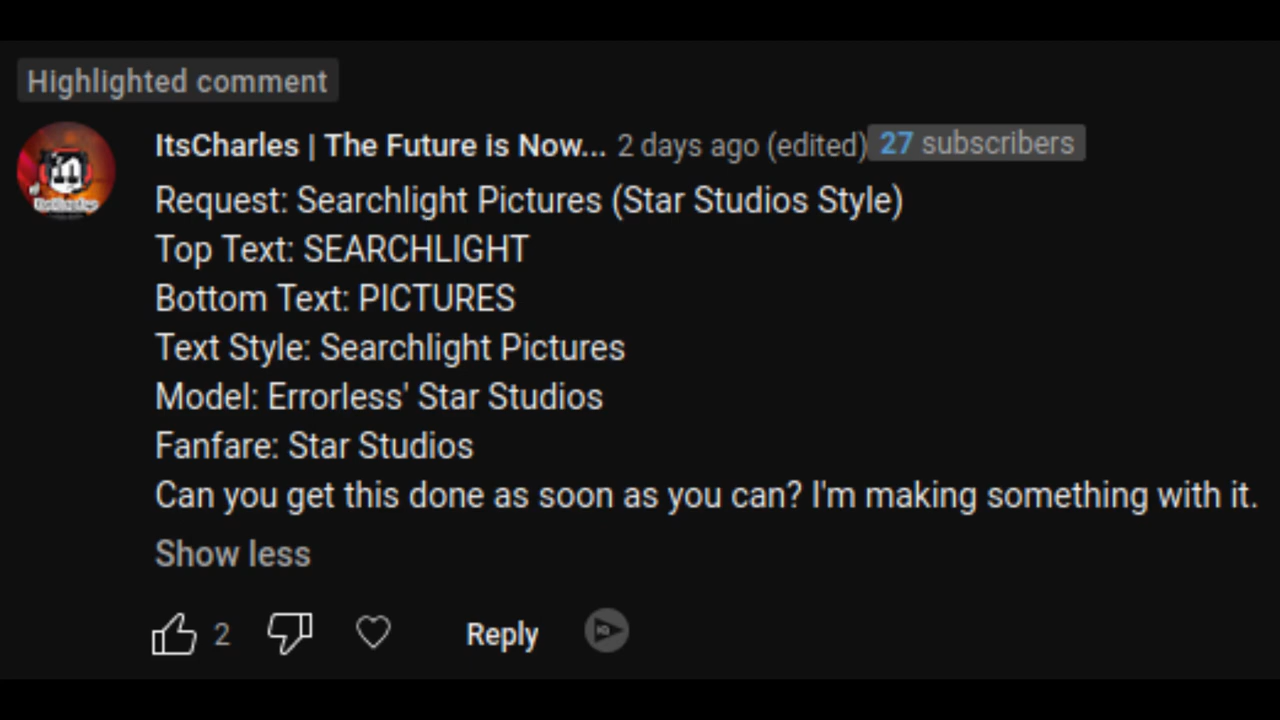 Highlighted comment
ItsCharles | The Future is Now... 2 days ago (edited) 27 subscribers
Request: Searchlight Pictures (Star Studios Style)
Top Text: SEARCHLIGHT
Bottom Text: PICTURES
Text Style: Searchlight Pictures
Model: Errorless' Star Studios
Fanfare: Star Studios
Can you get this done as soon as you can? I'm making something with it.
Show less
2 Reply